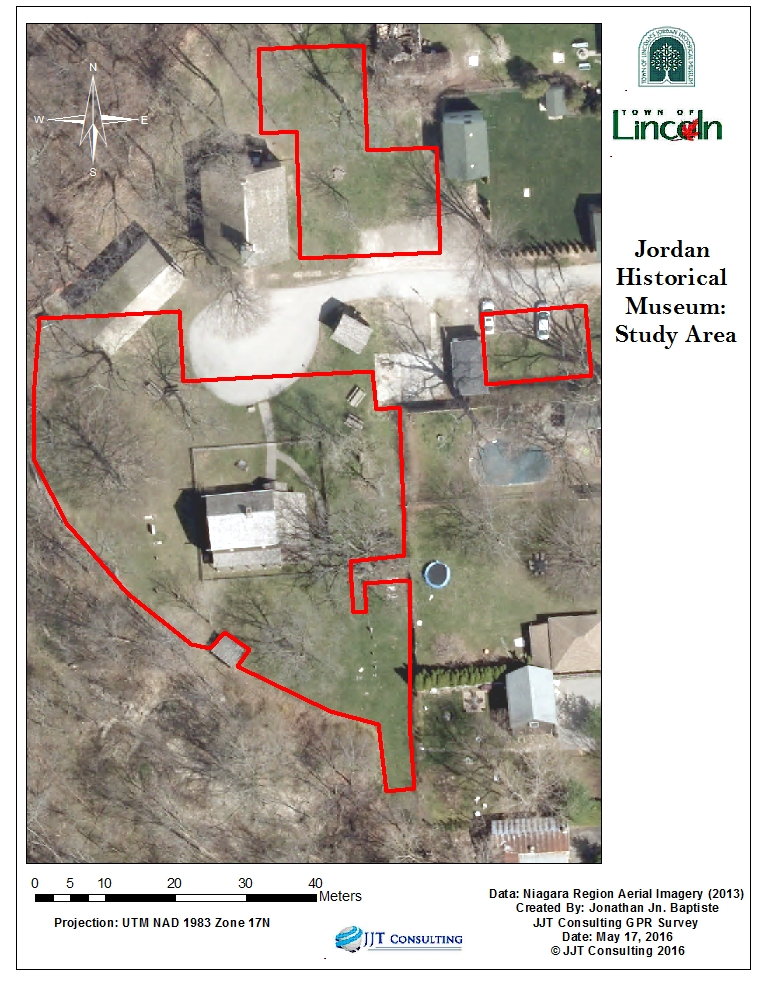 N
W E
S
TOWN OF LINCOLN'S JORDAN HISTORICAL MUSEUM
TOWN OF
Lincoln
Jordan
Historical
Museum:
Study Area
0 5 10 20 30 40
Meters
Projection: UTM NAD 1983 Zone 17N
JJT CONSULTING
Data: Niagara Region Aerial Imagery (2013)
Created By: Jonathan Jn. Baptiste
JJT Consulting GPR Survey
Date: May 17, 2016
© JJT Consulting 2016